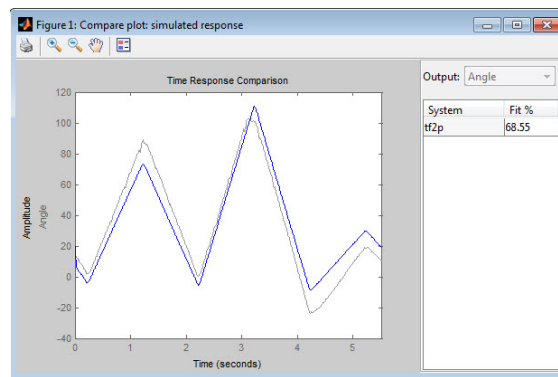 Figure 1: Compare plot: simulated response
Time Response Comparison
Amplitude
Angle
120
100
80
60
40
20
0
-20
-40
0
1
2
3
4
5
Time (seconds)
Output: Angle
System Fit %
tf2p 68.55